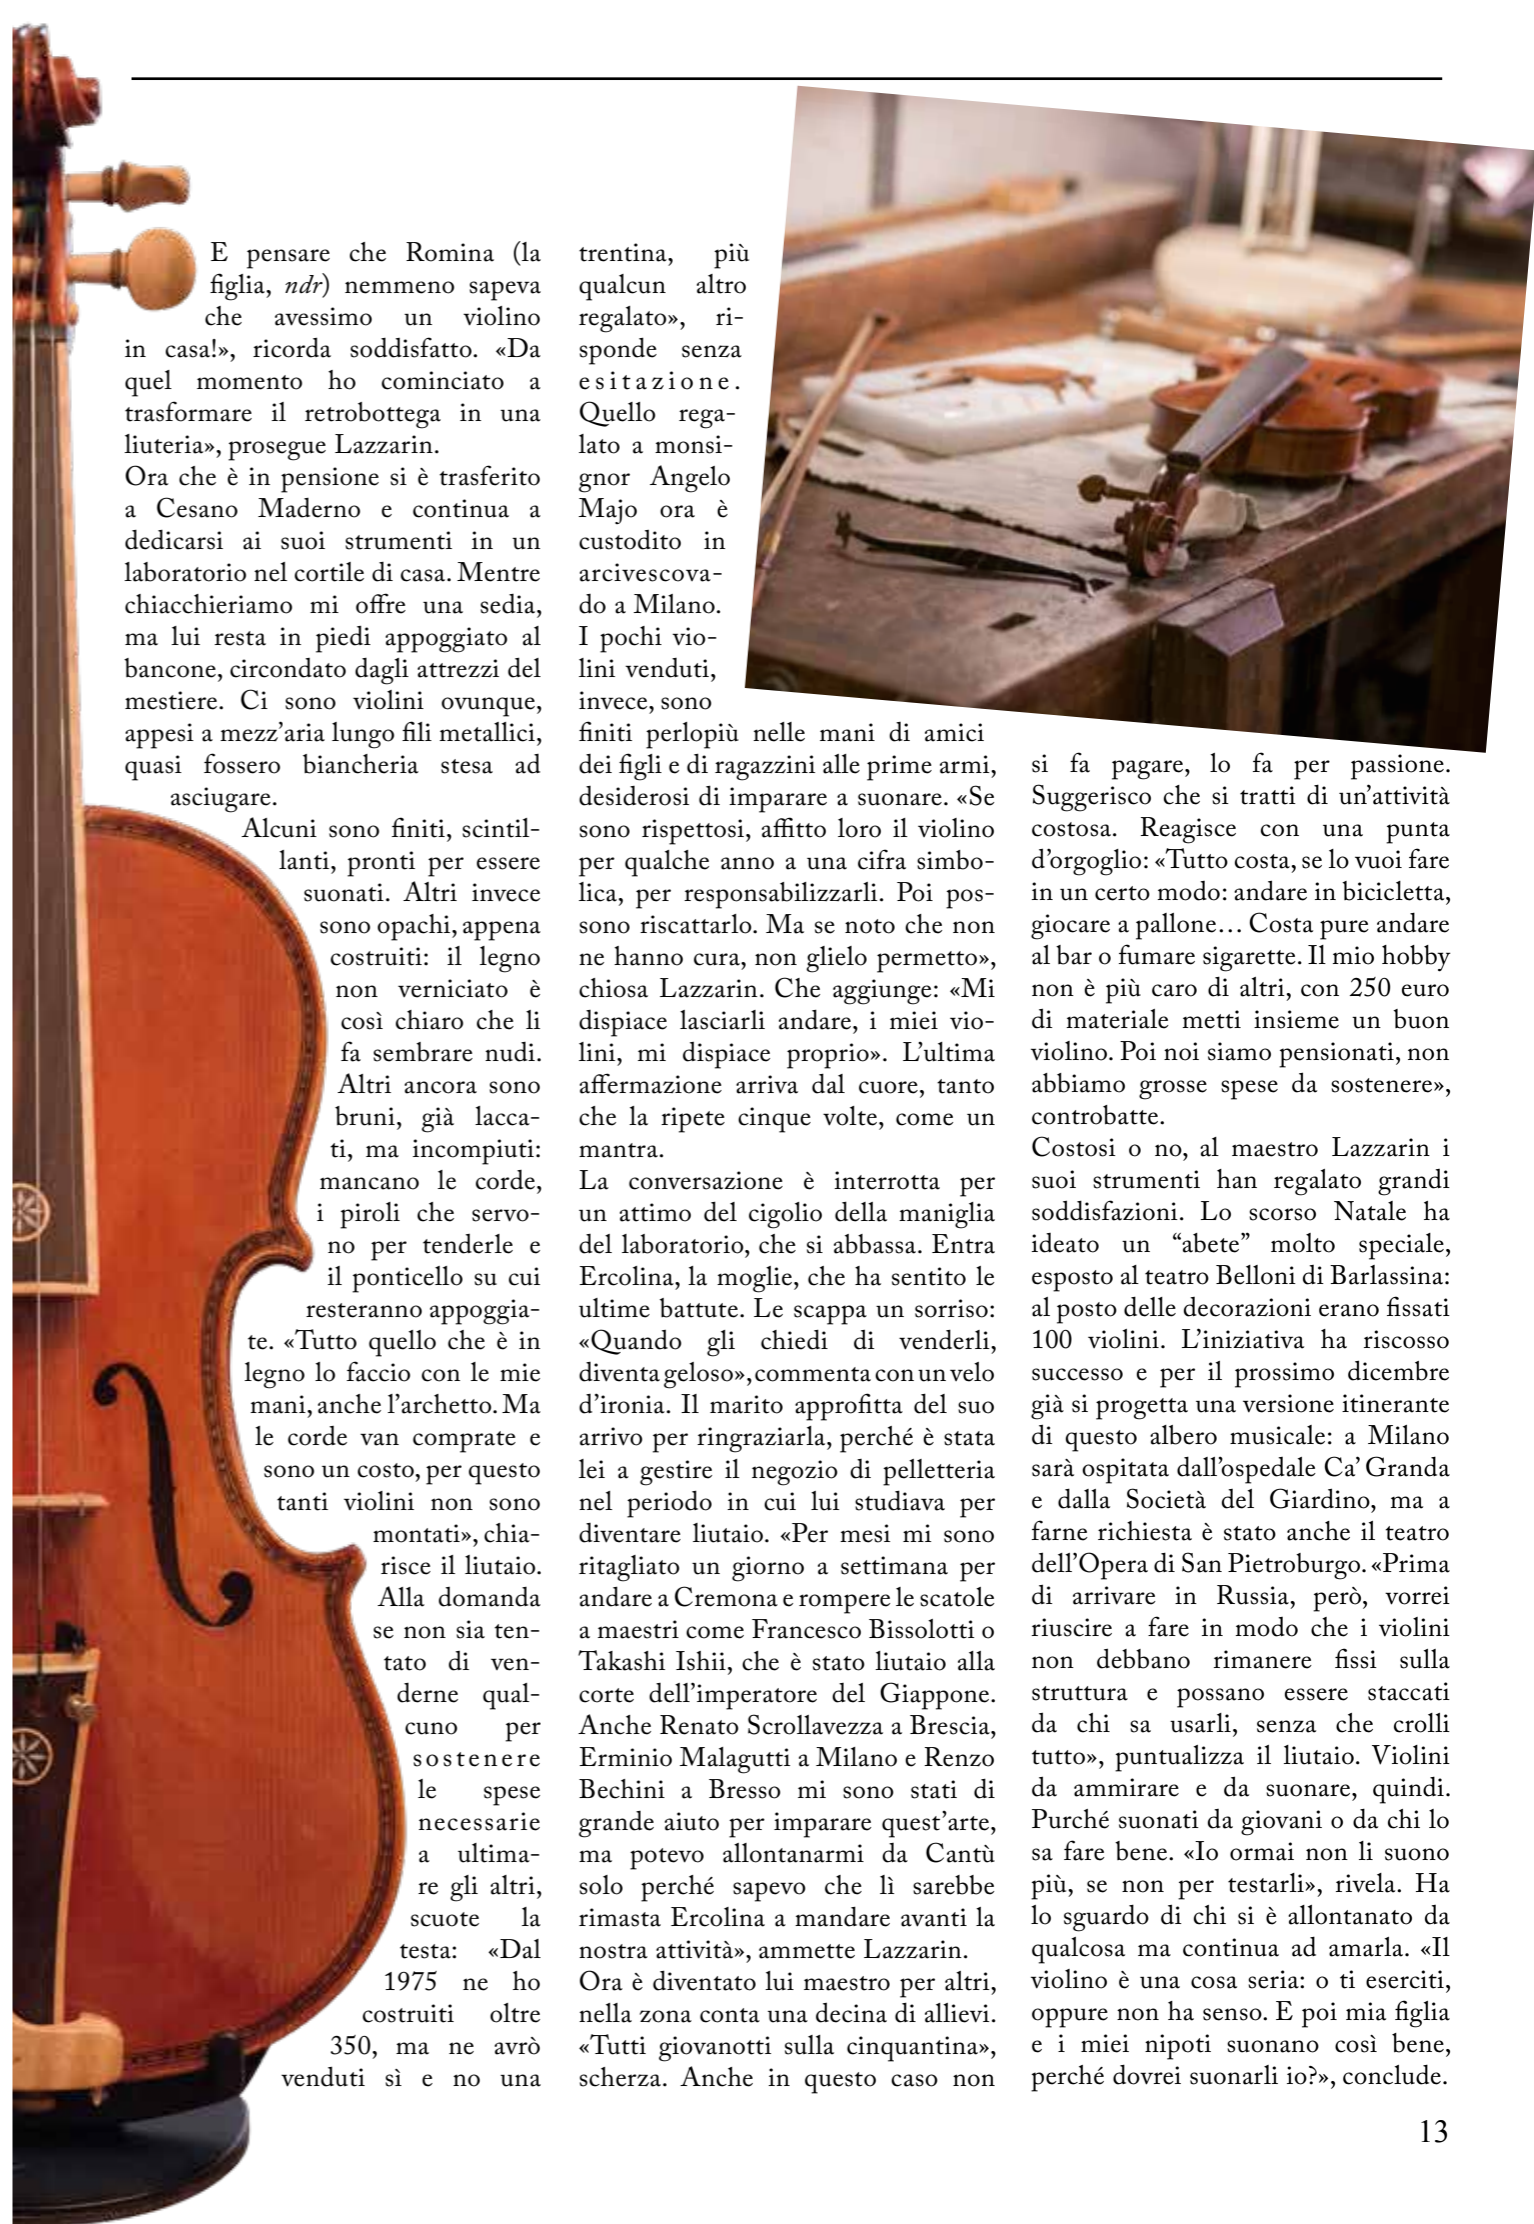 E pensare che Romina (la
figlia, ndr) nemmeno sapeva
che avessimo un violino
in casa!», ricorda soddisfatto. «Da
quel momento ho cominciato a
trasformare il retrobottega in una
liuteria», prosegue Lazzarin.
Ora che è in pensione si è trasferito
a Cesano Maderno e continua a
dedicarsi ai suoi strumenti in un
laboratorio nel cortile di casa. Mentre
chiacchieriamo mi offre una sedia,
ma lui resta in piedi appoggiato al
bancone, circondato dagli attrezzi del
mestiere. Ci sono violini ovunque,
appesi a mezz'aria lungo fili metallici,
quasi fossero biancheria stesa ad
asciugare.
Alcuni sono finiti, scintil-
lanti, pronti per essere
suonati. Altri invece
sono opachi, appena
costruiti: il legno
non verniciato è
così chiaro che li
fa sembrare nudi.
Altri ancora sono
bruni, già lacca-
ti, ma incompiuti:
mancano le corde,
i piroli che servo-
no per tenderle e
il ponticello su cui
resteranno appoggia-
te. «Tutto quello che è in
legno lo faccio con le mie
mani, anche l'archetto. Ma
le corde van comprate e
sono un costo, per questo
tanti violini non sono
montati», chia-
risce il liutaio.
Alla domanda
se non sia ten-
tato di ven-
derne qual-
cuno per
sostenere
le spese
necessarie
a ultima-
re gli altri,
scuote la
testa: «Dal
1975 ne ho
costruiti oltre
350, ma ne avrò
venduti sì e no una
trentina, più
qualcun altro
regalato», ri-
sponde senza
esitazione.
Quello rega-
lato a monsi-
gnor Angelo
Majo ora è
custodito in
arcivescova-
do a Milano.
I pochi vio-
lini venduti,
invece, sono
finiti perlopiù nelle mani di amici
dei figli e di ragazzini alle prime armi,
desiderosi di imparare a suonare. «Se
sono rispettosi, affitto loro il violino
per qualche anno a una cifra simbo-
lica, per responsabilizzarli. Poi pos-
sono riscattarlo. Ma se noto che non
ne hanno cura, non glielo permetto»,
chiosa Lazzarin. Che aggiunge: «Mi
dispiace lasciarli andare, i miei vio-
lini, mi dispiace proprio». L'ultima
affermazione arriva dal cuore, tanto
che la ripete cinque volte, come un
mantra.
La conversazione è interrotta per
un attimo del cigolio della maniglia
del laboratorio, che si abbassa. Entra
Ercolina, la moglie, che ha sentito le
ultime battute. Le scappa un sorriso:
«Quando gli chiedi di venderli,
diventa geloso», commenta con un velo
d'ironia. Il marito approfitta del suo
arrivo per ringraziarla, perché è stata
lei a gestire il negozio di pelletteria
nel periodo in cui lui studiava per
diventare liutaio. «Per mesi mi sono
ritagliato un giorno a settimana per
andare a Cremona e rompere le scatole
a maestri come Francesco Bissolotti o
Takashi Ishii, che è stato liutaio alla
corte dell'imperatore del Giappone.
Anche Renato Scrollavezza a Brescia,
Erminio Malagutti a Milano e Renzo
Bechini a Bresso mi sono stati di
grande aiuto per imparare quest'arte,
ma potevo allontanarmi da Cantù
solo perché sapevo che lì sarebbe
rimasta Ercolina a mandare avanti la
nostra attività», ammette Lazzarin.
Ora è diventato lui maestro per altri,
nella zona conta una decina di allievi.
«Tutti giovanotti sulla cinquantina»,
scherza. Anche in questo caso non
si fa pagare, lo fa per passione.
Suggerisco che si tratti di un'attività
costosa. Reagisce con una punta
d'orgoglio: «Tutto costa, se lo vuoi fare
in un certo modo: andare in bicicletta,
giocare a pallone… Costa pure andare
al bar o fumare sigarette. Il mio hobby
non è più caro di altri, con 250 euro
di materiale metti insieme un buon
violino. Poi noi siamo pensionati, non
abbiamo grosse spese da sostenere»,
controbatte.
Costosi o no, al maestro Lazzarin i
suoi strumenti han regalato grandi
soddisfazioni. Lo scorso Natale ha
ideato un “abete” molto speciale,
esposto al teatro Belloni di Barlassina:
al posto delle decorazioni erano fissati
100 violini. L'iniziativa ha riscosso
successo e per il prossimo dicembre
già si progetta una versione itinerante
di questo albero musicale: a Milano
sarà ospitata dall'ospedale Ca' Granda
e dalla Società del Giardino, ma a
farne richiesta è stato anche il teatro
dell'Opera di San Pietroburgo. «Prima
di arrivare in Russia, però, vorrei
riuscire a fare in modo che i violini
non debbano rimanere fissi sulla
struttura e possano essere staccati
da chi sa usarli, senza che crolli
tutto», puntualizza il liutaio. Violini
da ammirare e da suonare, quindi.
Purché suonati da giovani o da chi lo
sa fare bene. «Io ormai non li suono
più, se non per testarli», rivela. Ha
lo sguardo di chi si è allontanato da
qualcosa ma continua ad amarla. «Il
violino è una cosa seria: o ti eserciti,
oppure non ha senso. E poi mia figlia
e i miei nipoti suonano così bene,
perché dovrei suonarli io?», conclude.
13